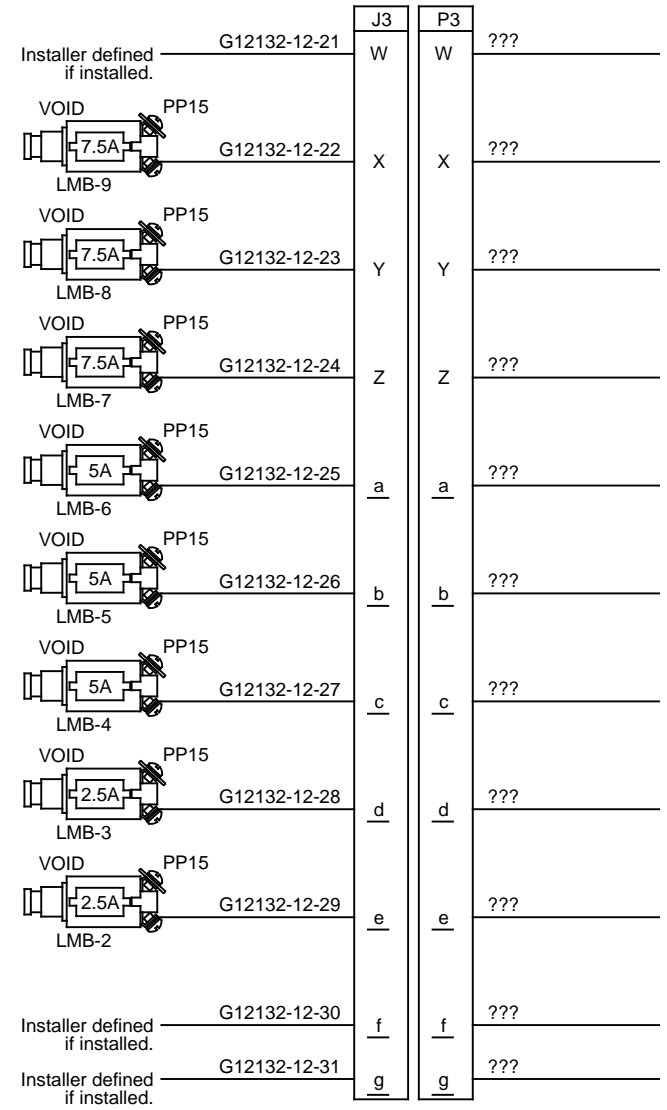 J3 P3
G12132-12-21 ???
Installer defined W W
if installed.
VOID PP15
7.5A G12132-12-22 X X ???
LMB-9
VOID PP15
7.5A G12132-12-23 Y Y ???
LMB-8
VOID PP15
7.5A G12132-12-24 Z Z ???
LMB-7
VOID PP15
5A G12132-12-25 a a ???
LMB-6
VOID PP15
5A G12132-12-26 b b ???
LMB-5
VOID PP15
5A G12132-12-27 c c ???
LMB-4
VOID PP15
2.5A G12132-12-28 d d ???
LMB-3
VOID PP15
2.5A G12132-12-29 e e ???
LMB-2
G12132-12-30 ???
Installer defined f f
if installed.
G12132-12-31 ???
Installer defined g g
if installed.